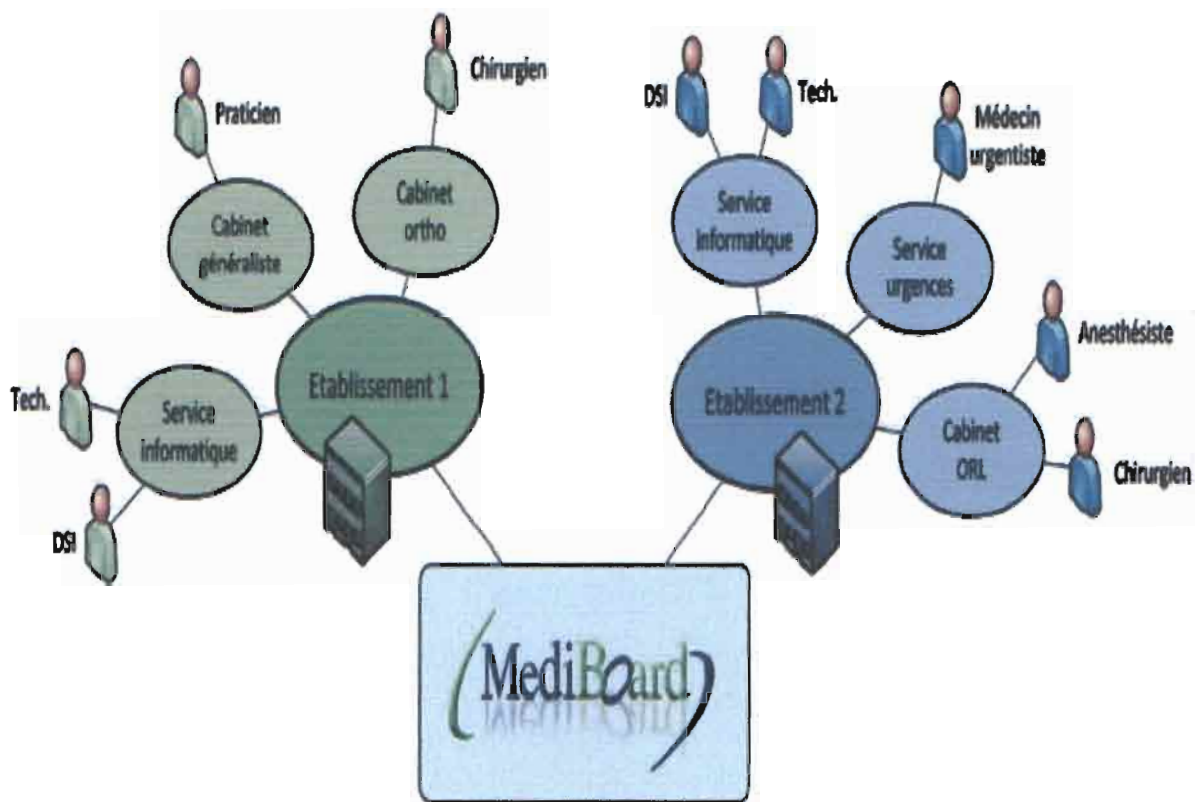 Chirurgien
Praticien
Cabinet
ortho
Cabinet
généraliste
Etablissement 1
Tech.
Service
informatique
DSI
DSI
Tech.
Médecin
urgentiste
Service
informatique
Service
urgences
Anesthésiste
Etablissement 2
Cabinet
ORL
Chirurgien
MediBoard